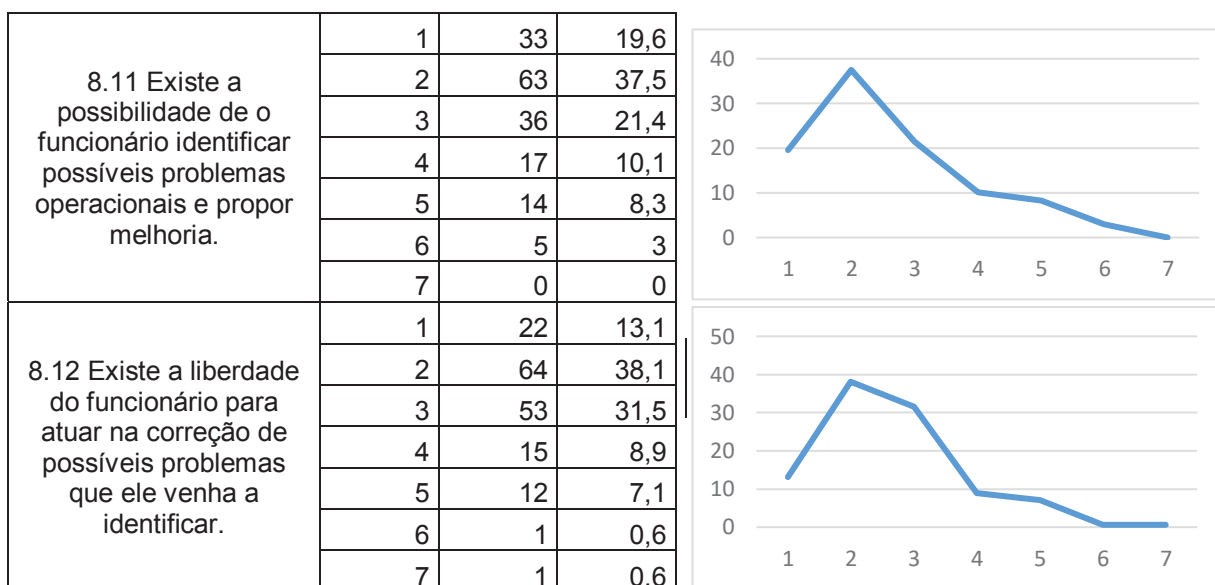 8.11 Existe a
possibilidade de o
funcionário identificar
possíveis problemas
operacionais e propor
melhoria.
1 33 19,6
2 63 37,5
3 36 21,4
4 17 10,1
5 14 8,3
6 5 3
7 0 0
40
30
20
10
0
1 2 3 4 5 6 7
8.12 Existe a liberdade
do funcionário para
atuar na correção de
possíveis problemas
que ele venha a
identificar.
1 22 13,1
2 64 38,1
3 53 31,5
4 15 8,9
5 12 7,1
6 1 0,6
7 1 0,6
50
40
30
20
10
0
1 2 3 4 5 6 7